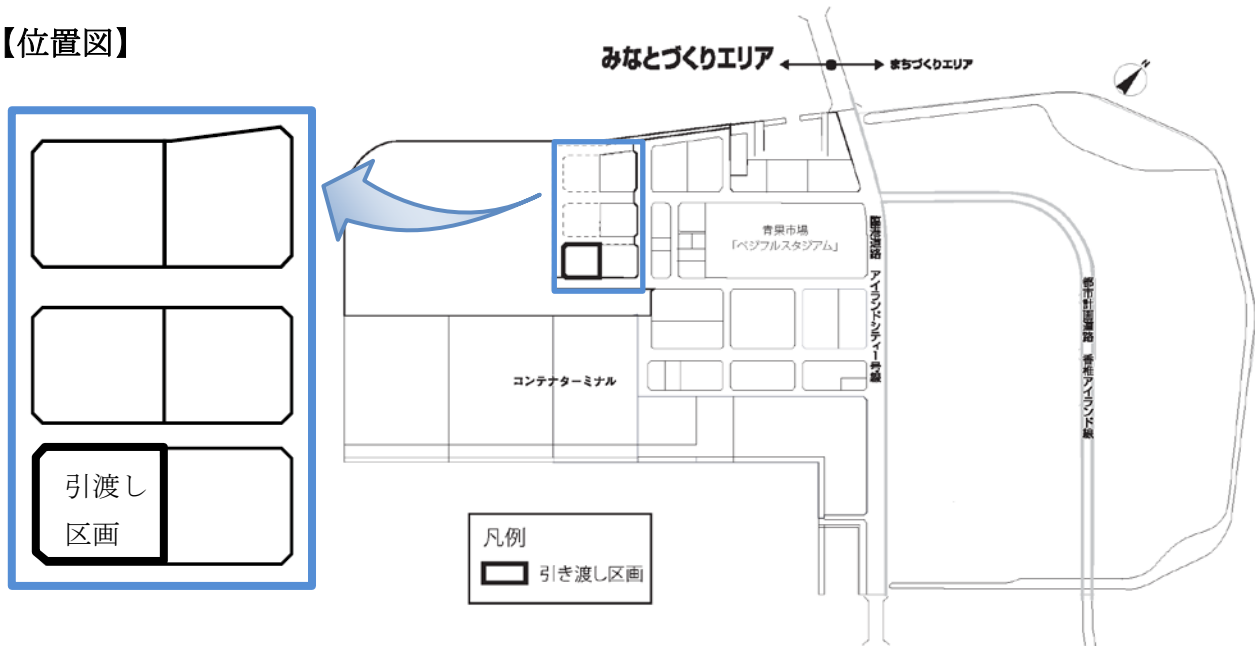 【位置図】
みなとづくりエリア
まちづくりエリア
N
青果市場
「ベジフルスタジアム」
臨港道路 アイランドシティ1号線
都市計画道路 香椎アイランド線
コンテナターミナル
引渡し
区画
凡例
引き渡し区画